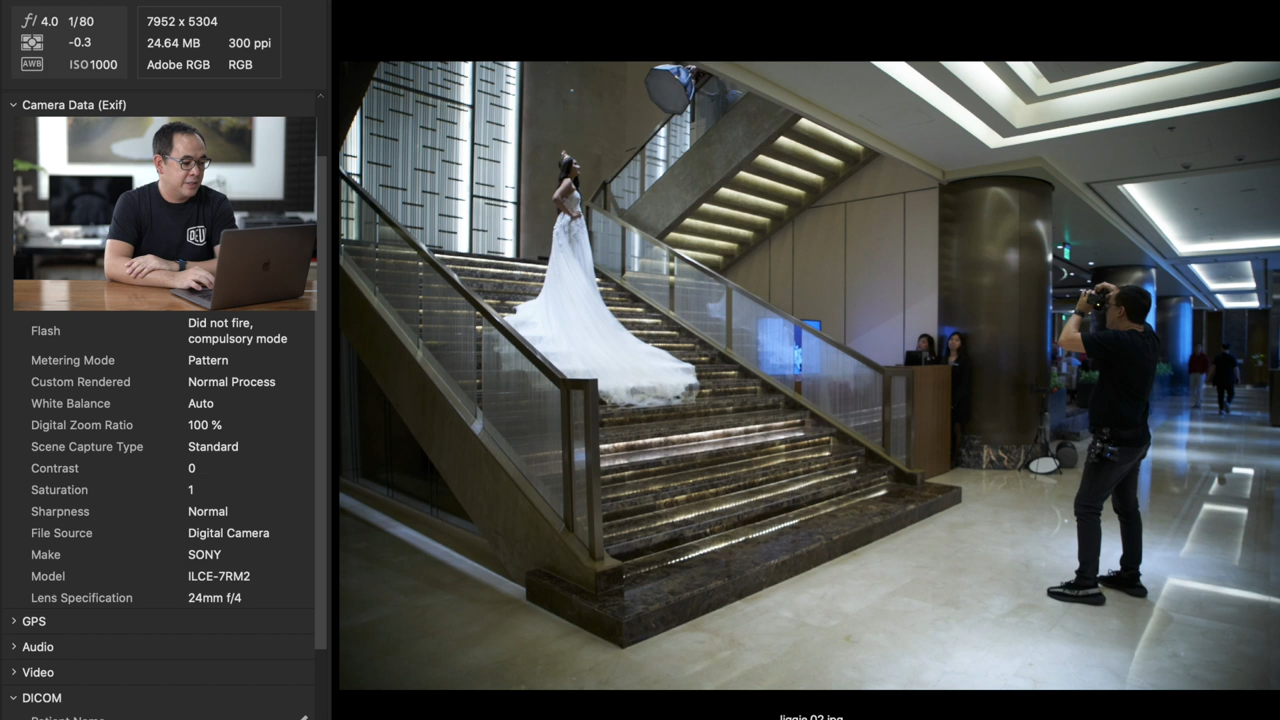 ƒ/ 4.0 1/80
-0.3
AWB ISO1000
7952 x 5304
24.64 MB 300 ppi
Adobe RGB RGB
Camera Data (Exif)
Flash Did not fire,
compulsory mode
Metering Mode Pattern
Custom Rendered Normal Process
White Balance Auto
Digital Zoom Ratio 100 %
Scene Capture Type Standard
Contrast 0
Saturation 1
Sharpness Normal
File Source Digital Camera
Make SONY
Model ILCE-7RM2
Lens Specification 24mm f/4
GPS
Audio
Video
DICOM
Patient Name